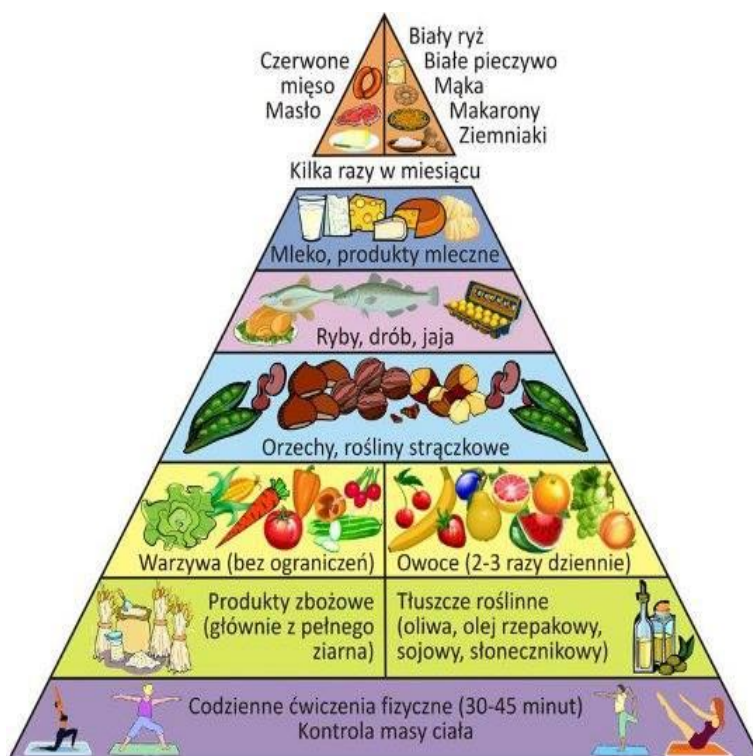 Czerwone
mięso
Masło
Biały ryż
Białe pieczywo
Mąka
Makarony
Ziemniaki
Kilka razy w miesiącu
Mleko, produkty mleczne
Ryby, drób, jaja
Orzechy, rośliny strączkowe
Warzywa (bez ograniczeń)
Owoce (2-3 razy dziennie)
Produkty zbożowe
(głównie z pełnego
ziarna)
Tłuszcze roślinne
(oliwa, olej rzepakowy,
sojowy, słonecznikowy)
Codzienne ćwiczenia fizyczne (30-45 minut)
Kontrola masy ciała